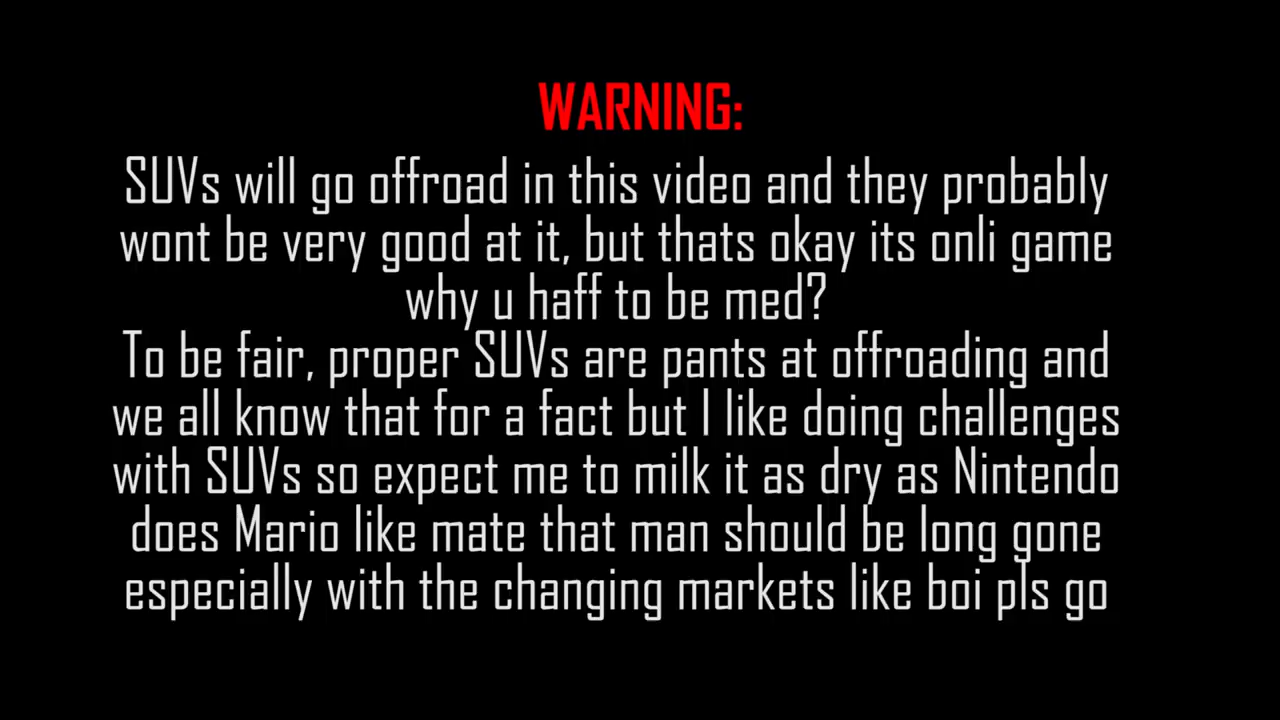 WARNING:
SUVs will go offroad in this video and they probably
wont be very good at it, but thats okay its onli game
why u haff to be med?
To be fair, proper SUVs are pants at offroading and
we all know that for a fact but I like doing challenges
with SUVs so expect me to milk it as dry as Nintendo
does Mario like mate that man should be long gone
especially with the changing markets like boi pls go